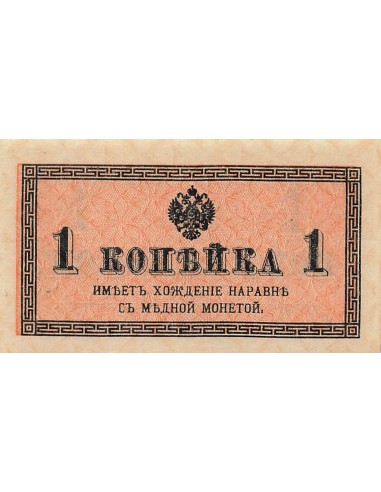 1 КОПѢЙКА 1
ИМѢЕТЪ ХОЖДЕНІЕ НАРАВНѢ
СЪ МѢДНОЙ МОНЕТОЙ.